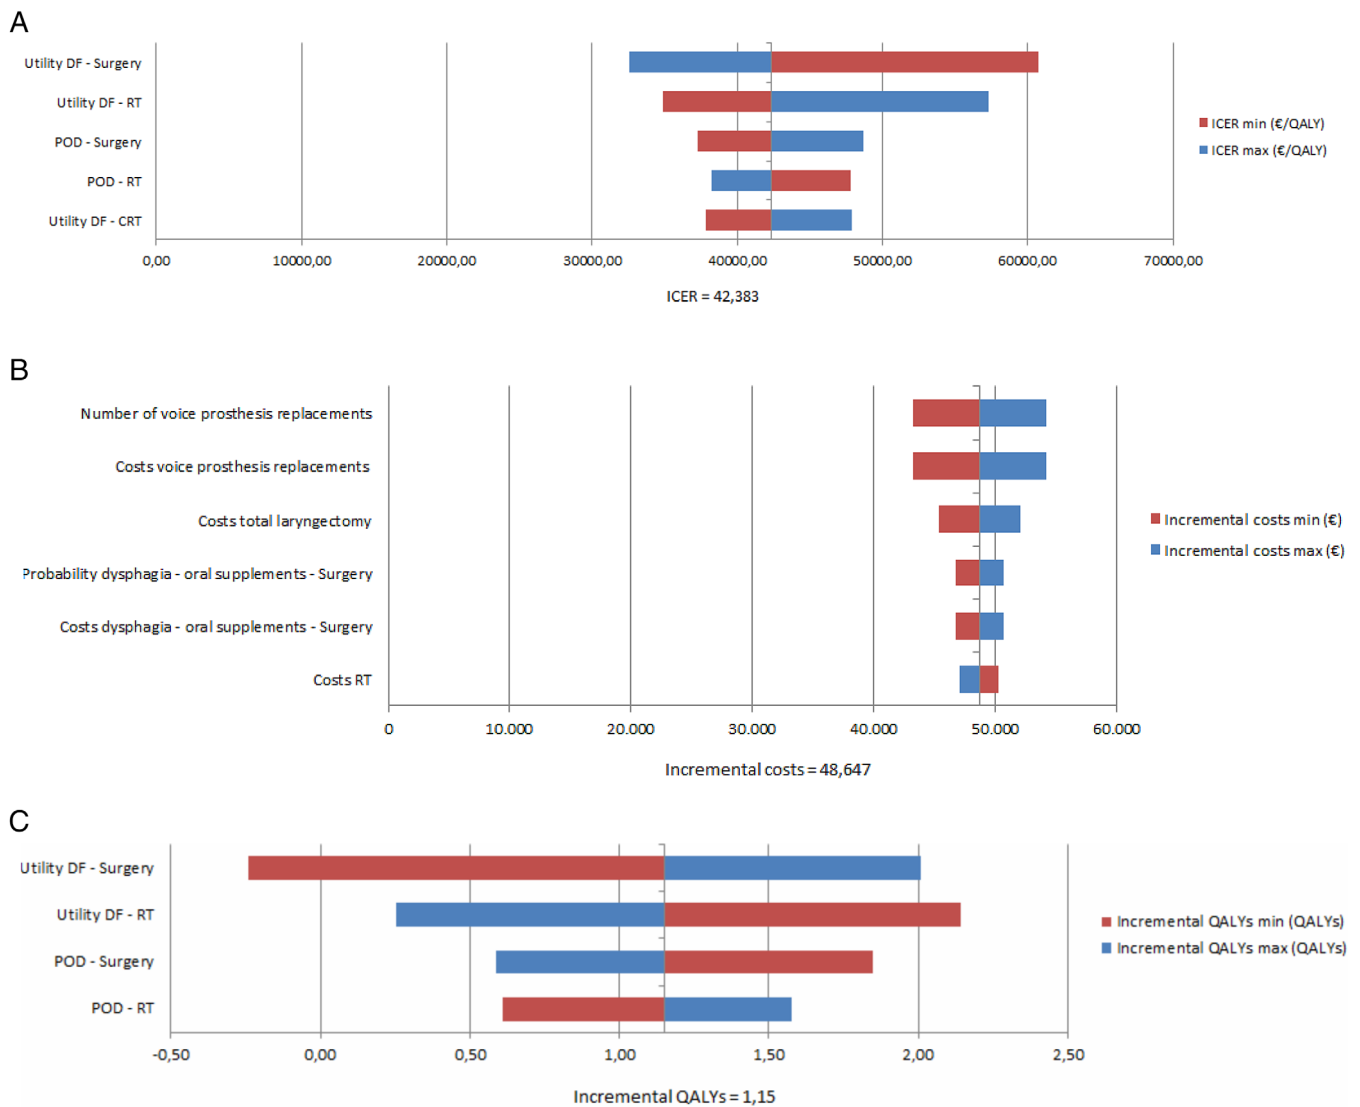 A
Utility DF - Surgery
Utility DF - RT
POD - Surgery
POD - RT
Utility DF - CRT
ICER min (€/QALY)
ICER max (€/QALY)
0,00 10000,00 20000,00 30000,00 40000,00 50000,00 60000,00 70000,00
ICER = 42,383
B
Number of voice prosthesis replacements
Costs voice prosthesis replacements
Costs total laryngectomy
Probability dysphagia - oral supplements - Surgery
Costs dysphagia - oral supplements - Surgery
Costs RT
Incremental costs min (€)
Incremental costs max (€)
0 10.000 20.000 30.000 40.000 50.000 60.000
Incremental costs = 48,647
C
Utility DF - Surgery
Utility DF - RT
POD - Surgery
POD - RT
Incremental QALYs min (QALYs)
Incremental QALYs max (QALYs)
-0,50 0,00 0,50 1,00 1,50 2,00 2,50
Incremental QALYs = 1,15